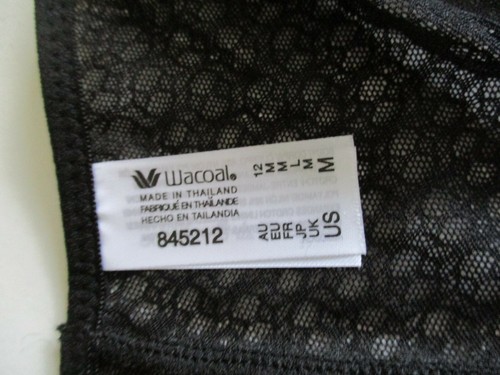 Wacoal®
MADE IN THAILAND
FABRIQUÉ EN THAÏLANDE
HECHO EN TAILANDIA
845212
AU 12
EU M
FR M
JP L
UK M
US M